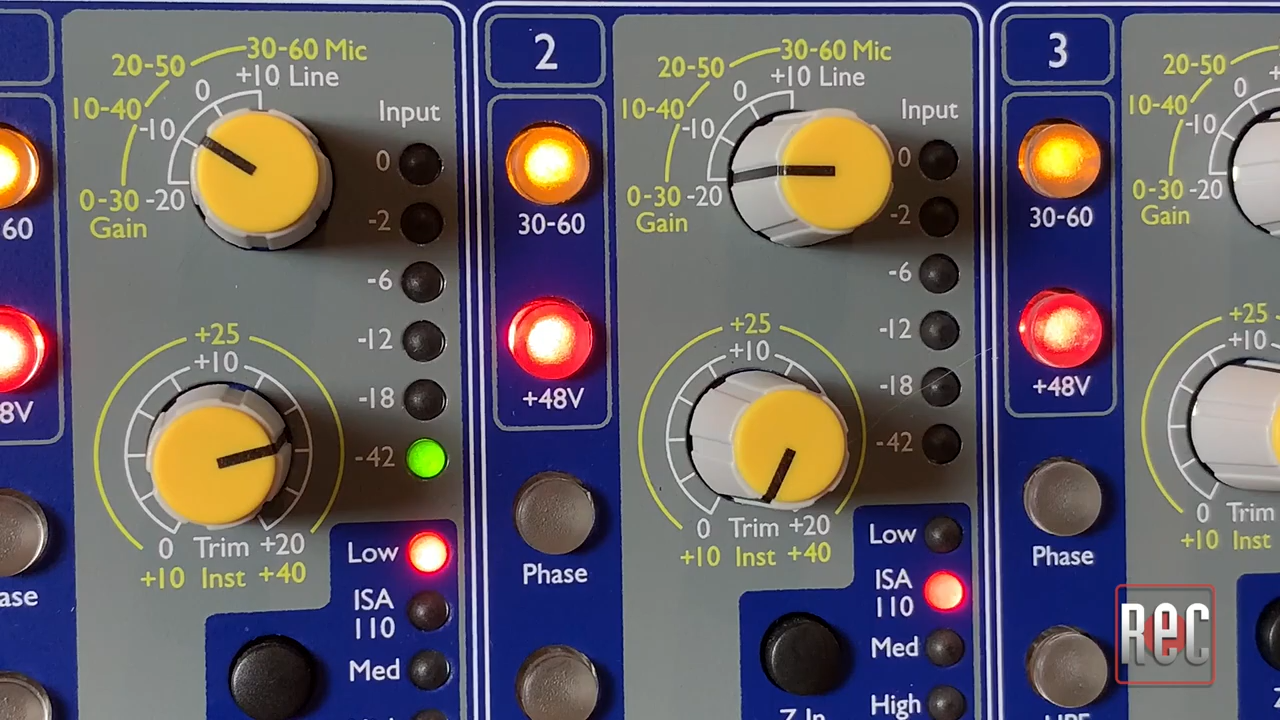 30-60 Mic
20-50
+10 Line
0
10-40
-10
0-30 -20
Gain
Input
0
-2
-6
-12
-18
-42
60
8V
ase
+25
+10
0 Trim +20
+10 Inst +40
Low
ISA
110
Med
2
30-60
+48V
Phase
30-60 Mic
20-50
+10 Line
0
10-40
-10
0-30 -20
Gain
Input
0
-2
-6
-12
-18
-42
+25
+10
0 Trim +20
+10 Inst +40
Low
ISA
110
Med
High
Z In
3
30-60
+48V
Phase
HPF
20-50
0
10-40
-10
0-30 -20
Gain
+25
+10
0 Trim
+10 Inst
REC